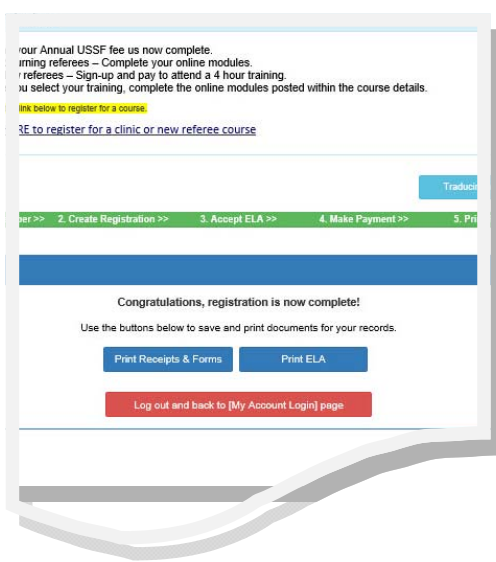 your Annual USSF fee us now complete.
urning referees – Complete your online modules.
referees – Sign-up and pay to attend a 4 hour training.
ou select your training, complete the online modules posted within the course details.
link below to register for a course.
RE to register for a clinic or new referee course
Traducir
er >> 2. Create Registration >> 3. Accept ELA >> 4. Make Payment >> 5. Pri
Congratulations, registration is now complete!
Use the buttons below to save and print documents for your records.
Print Receipts & Forms Print ELA
Log out and back to [My Account Login] page